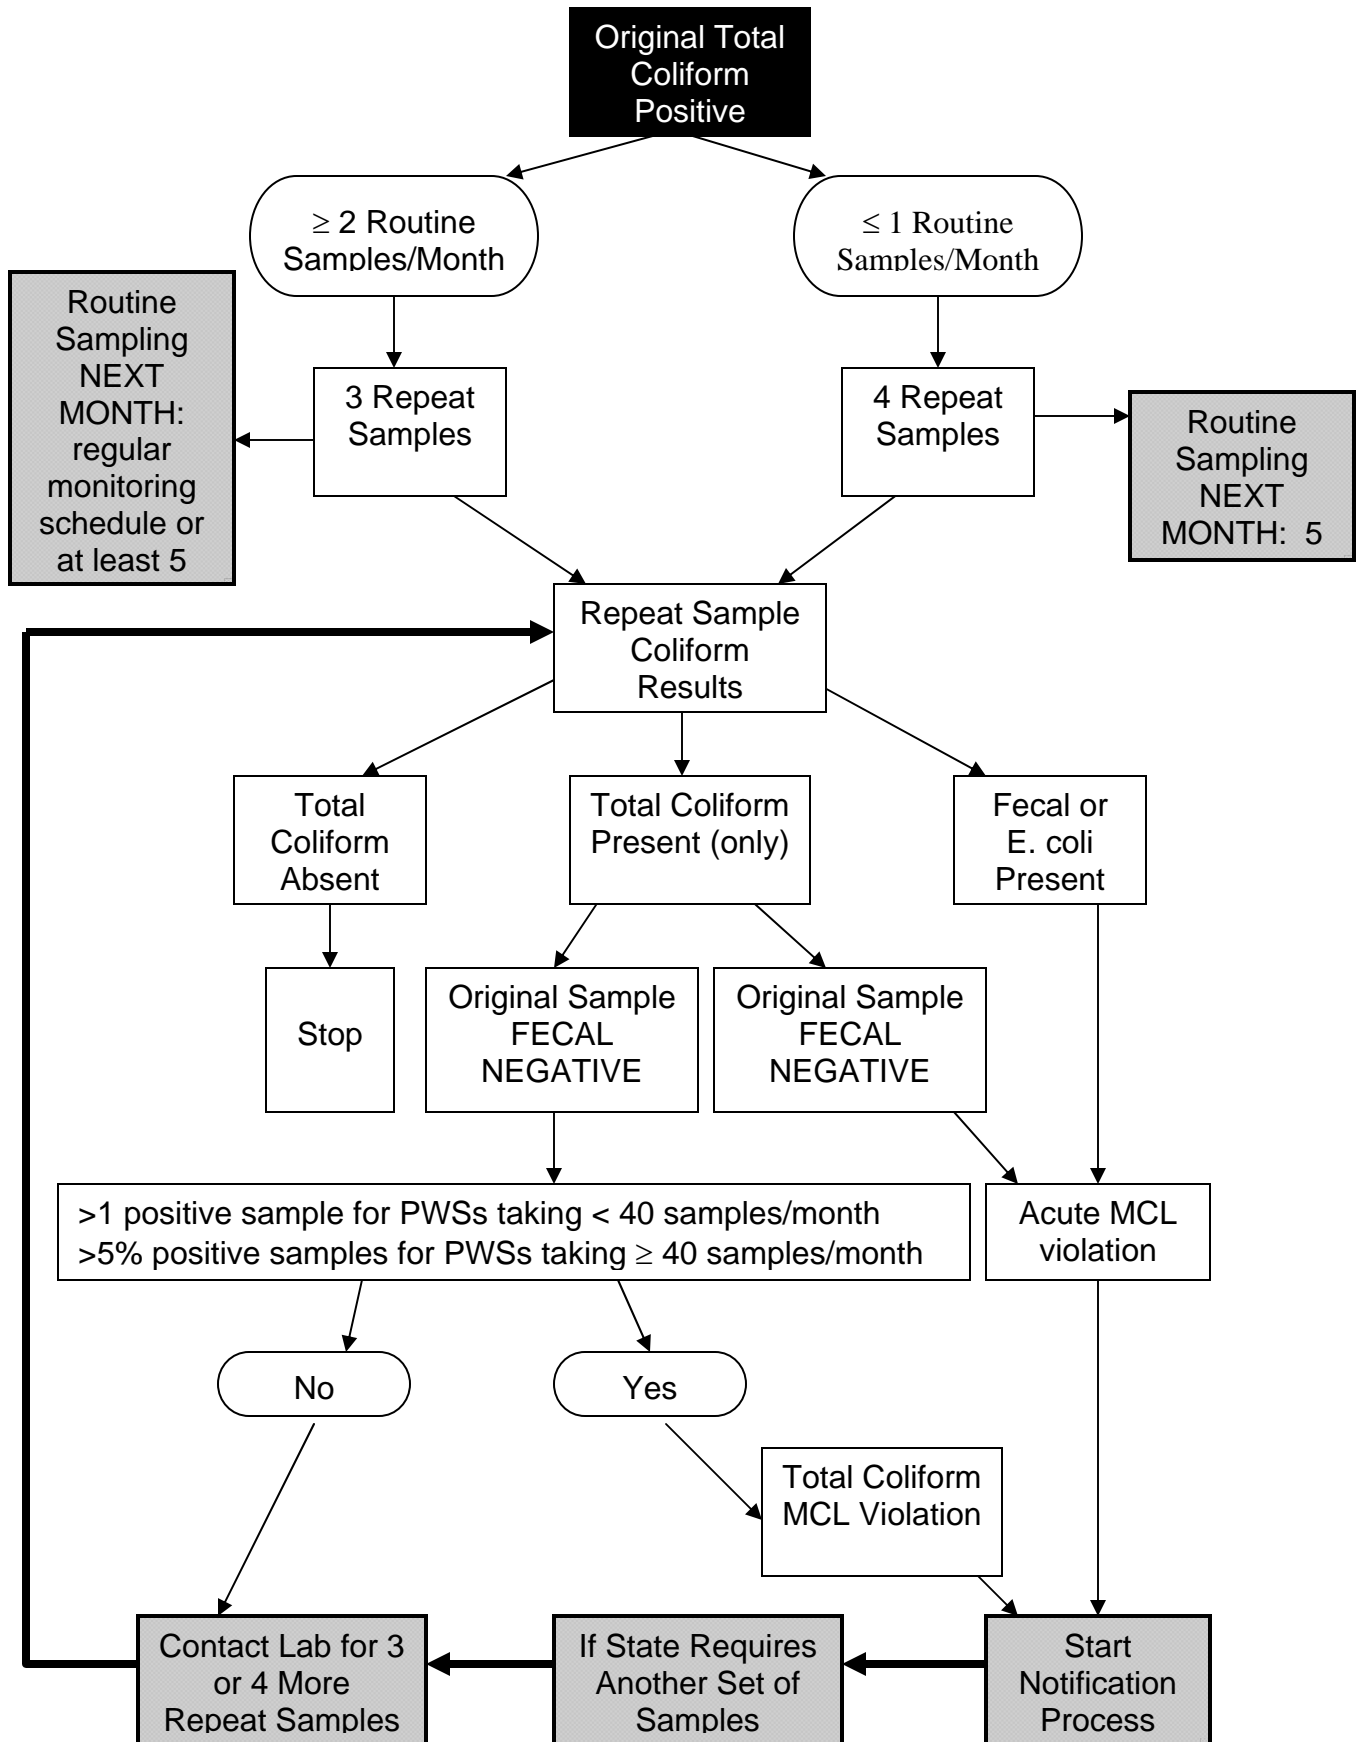 Original Total
Coliform
Positive
≥ 2 Routine
Samples/Month
≤ 1 Routine
Samples/Month
Routine
Sampling
NEXT
MONTH:
regular
monitoring
schedule or
at least 5
3 Repeat
Samples
4 Repeat
Samples
Routine
Sampling
NEXT
MONTH: 5
Repeat Sample
Coliform
Results
Total
Coliform
Absent
Total Coliform
Present (only)
Fecal or
E. coli
Present
Stop
Original Sample
FECAL
NEGATIVE
Original Sample
FECAL
NEGATIVE
>1 positive sample for PWSs taking < 40 samples/month
>5% positive samples for PWSs taking ≥ 40 samples/month
Acute MCL
violation
No
Yes
Total Coliform
MCL Violation
Contact Lab for 3
or 4 More
Repeat Samples
If State Requires
Another Set of
Samples
Start
Notification
Process